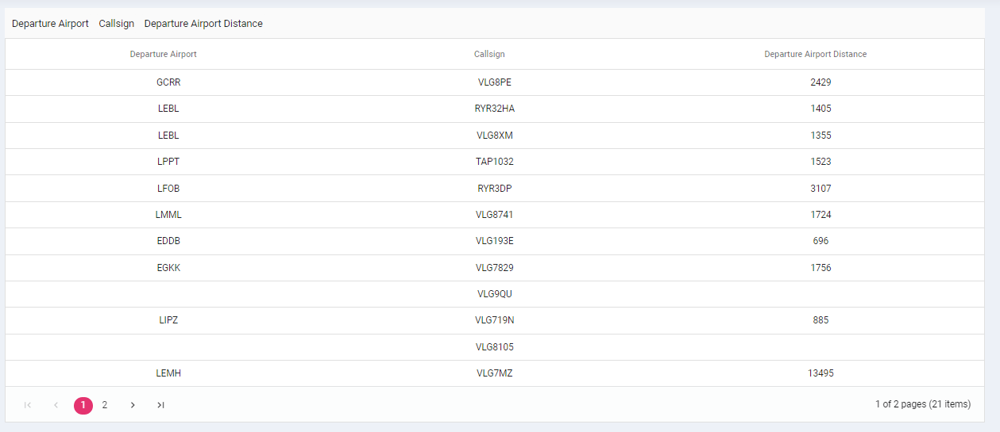 Departure Airport Callsign Departure Airport Distance
Departure Airport Callsign Departure Airport Distance
GCRR VLG8PE 2429
LEBL RYR32HA 1405
LEBL VLG8XM 1355
LPPT TAP1032 1523
LFOB RYR3DP 3107
LMML VLG8741 1724
EDDB VLG193E 696
EGKK VLG7829 1756
VLG9QU
LIPZ VLG719N 885
VLG8105
LEMH VLG7MZ 13495
1 2 1 of 2 pages (21 items)